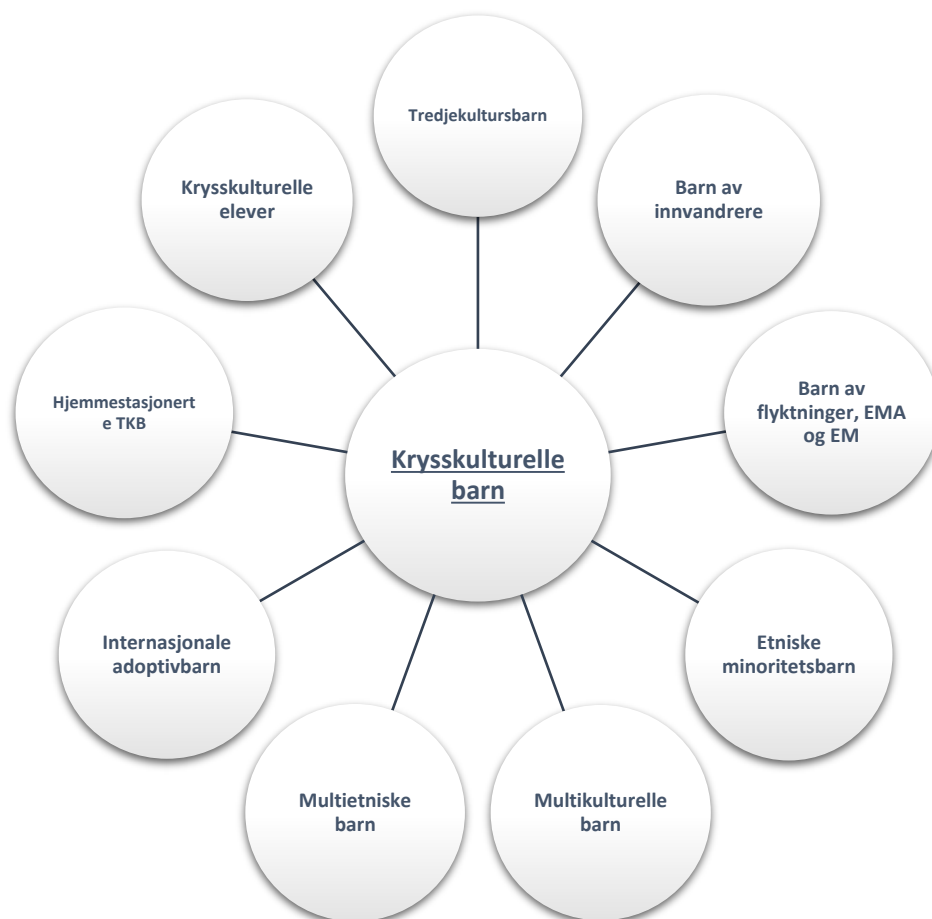 Tredjekultursbarn
Barn av
innvandrere
Barn av
flyktninger, EMA
og EM
Etniske
minoritetsbarn
Multikulturelle
barn
Multietniske
barn
Internasjonale
adoptivbarn
Hjemmestasjonert
e TKB
Krysskulturelle
elever
Krysskulturelle
barn